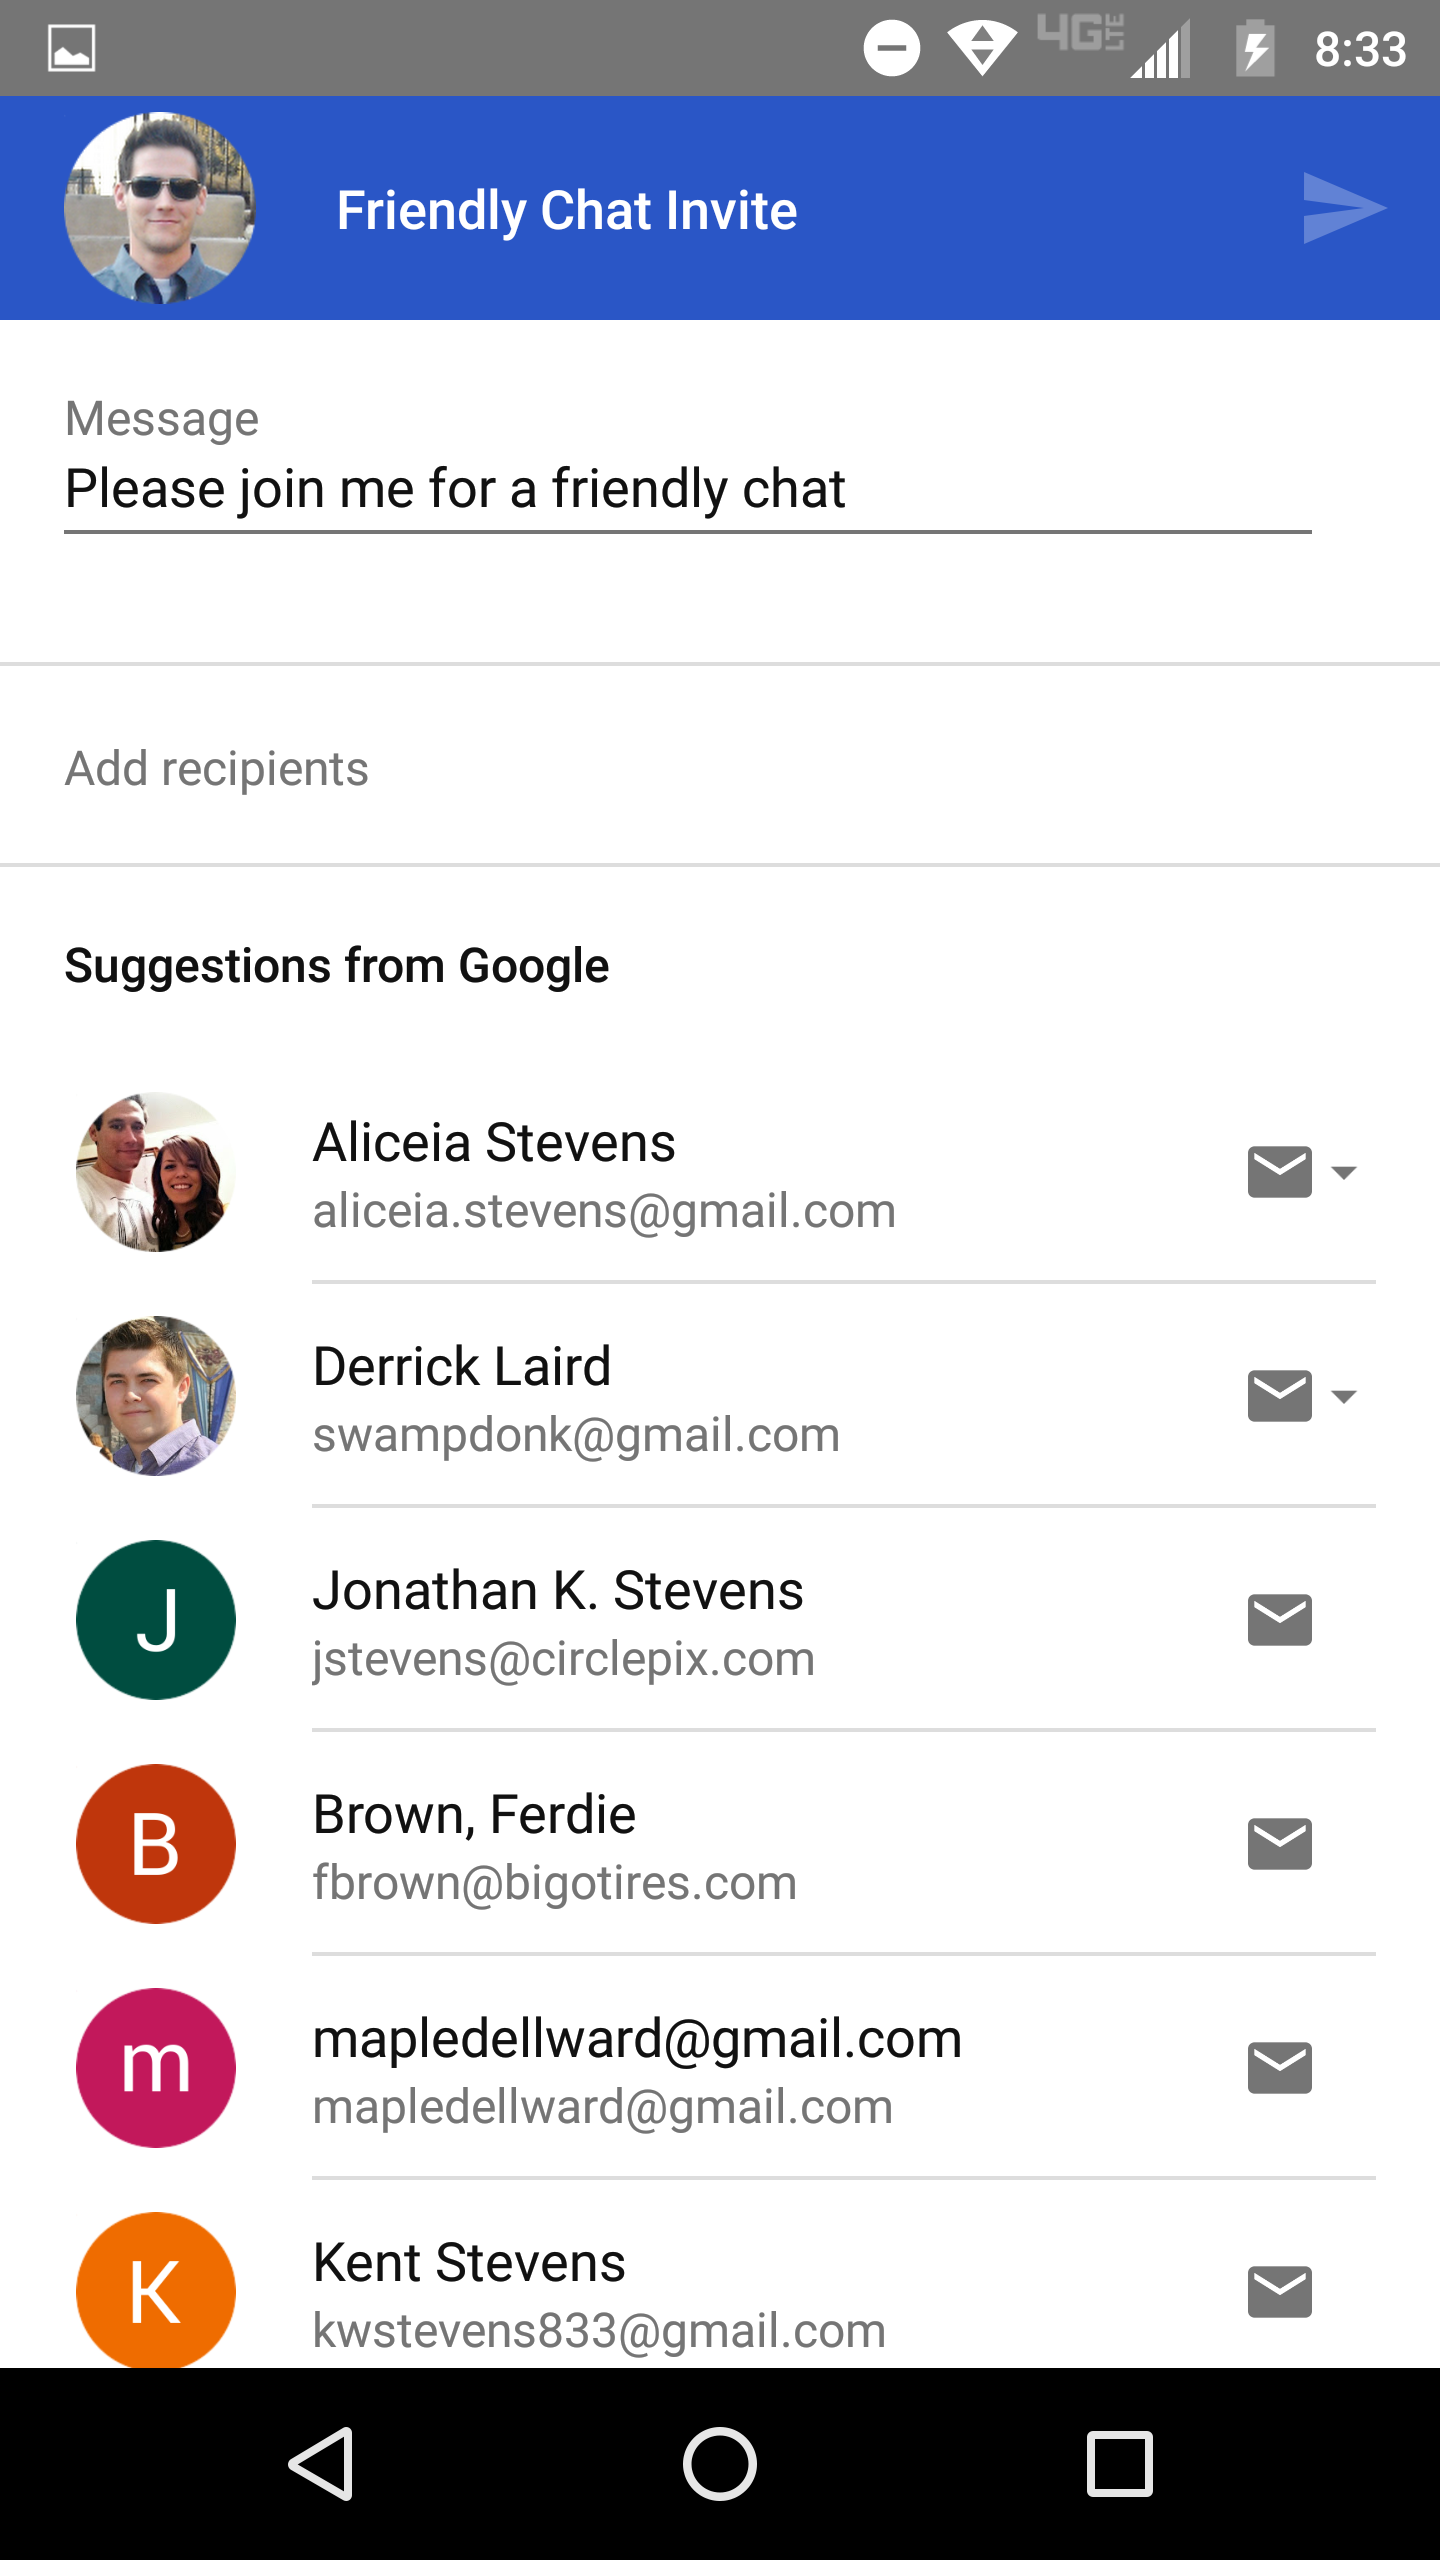 4G LTE 8:33
Friendly Chat Invite
Message
Please join me for a friendly chat
Add recipients
Suggestions from Google
Aliceia Stevens
aliceia.stevens@gmail.com
Derrick Laird
swampdonk@gmail.com
J
Jonathan K. Stevens
jstevens@circlepix.com
B
Brown, Ferdie
fbrown@bigotires.com
m
mapledellward@gmail.com
mapledellward@gmail.com
K
Kent Stevens
kwstevens833@gmail.com